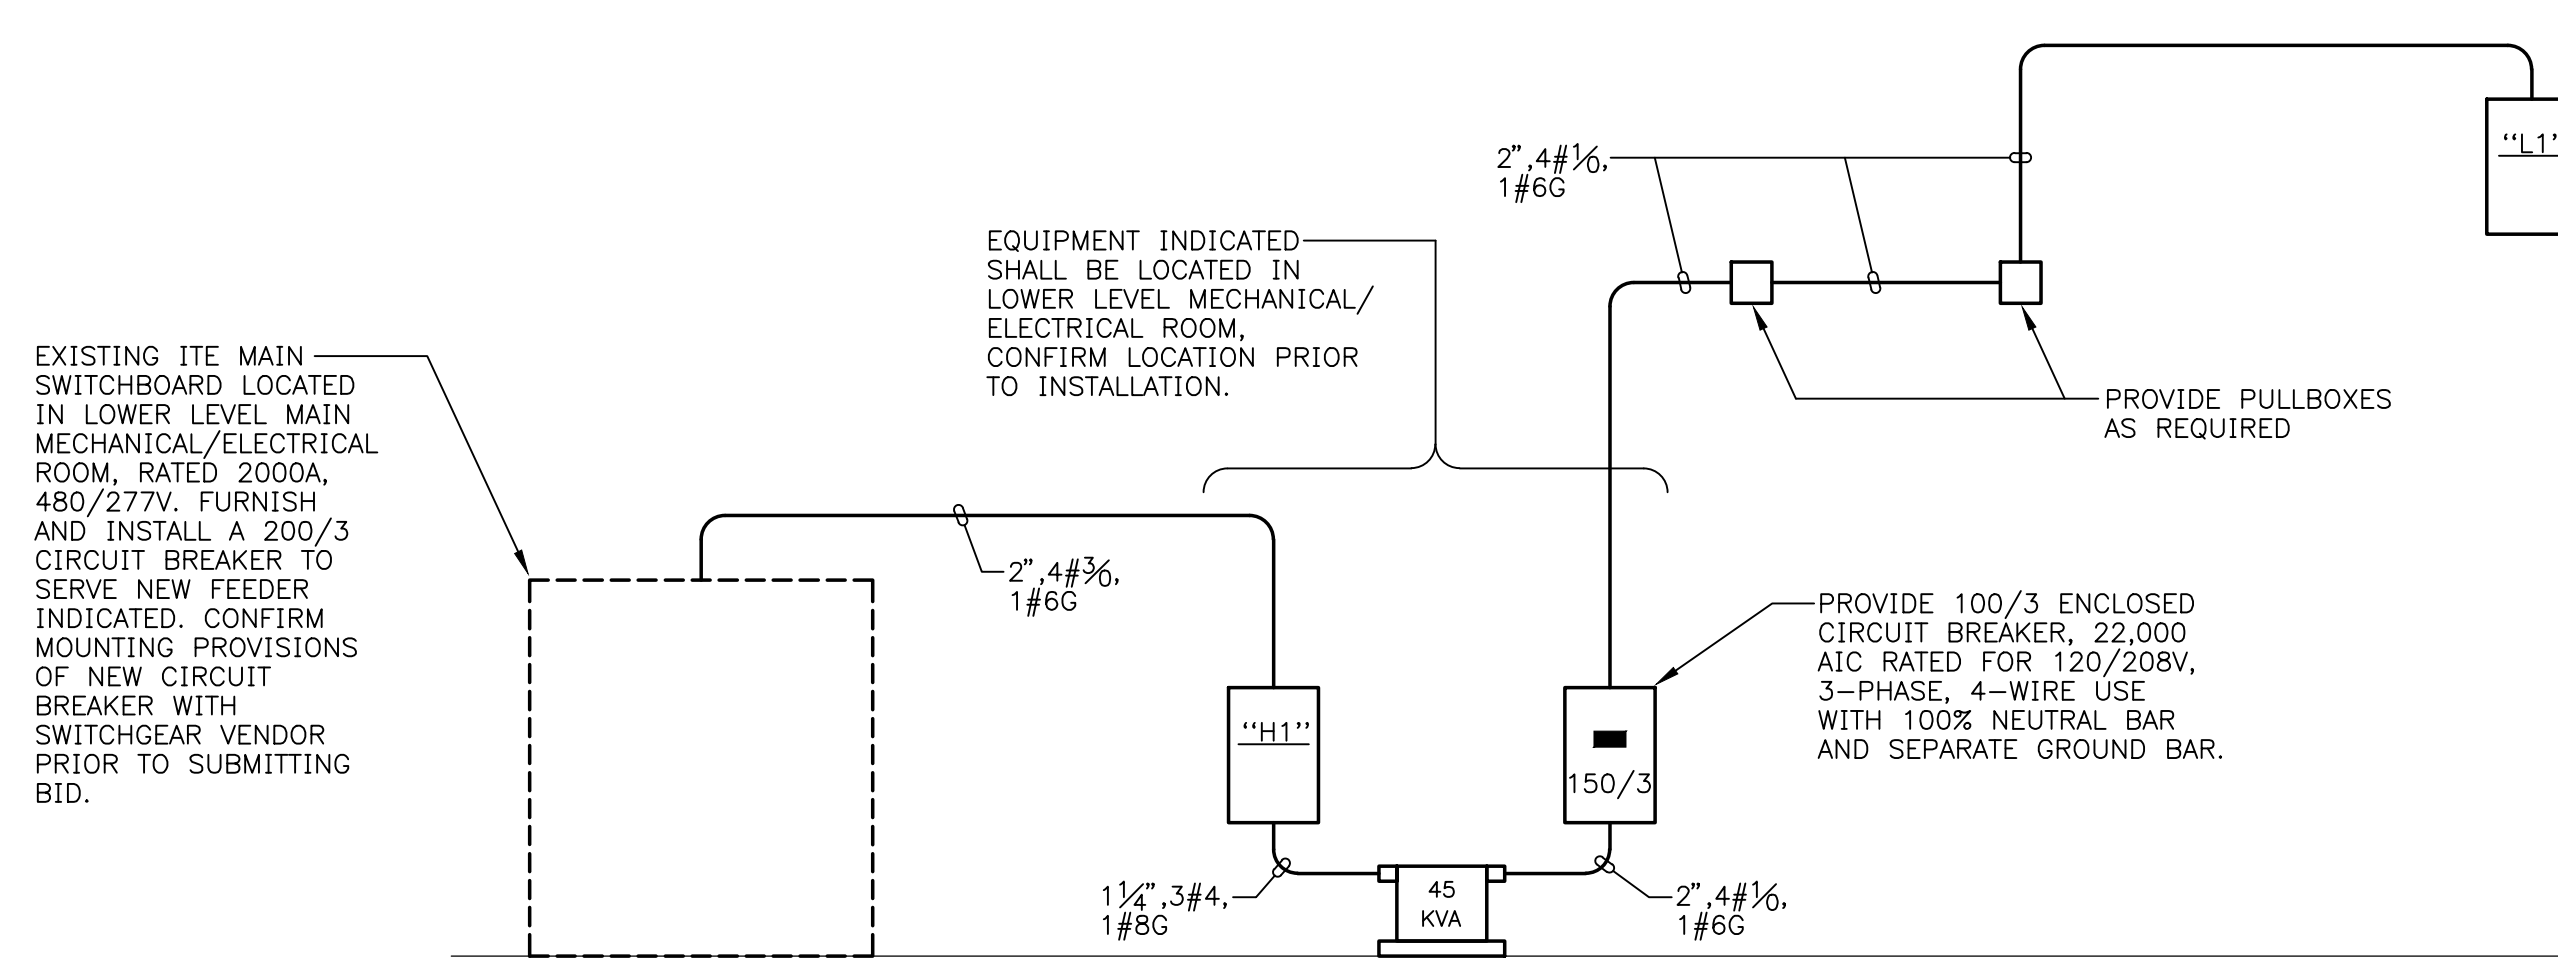 EXISTING ITE MAIN
SWITCHBOARD LOCATED
IN LOWER LEVEL MAIN
MECHANICAL/ELECTRICAL
ROOM, RATED 2000A,
480/277V. FURNISH
AND INSTALL A 200/3
CIRCUIT BREAKER TO
SERVE NEW FEEDER
INDICATED. CONFIRM
MOUNTING PROVISIONS
OF NEW CIRCUIT
BREAKER WITH
SWITCHGEAR VENDOR
PRIOR TO SUBMITTING
BID.
2”,4#3/0,
1#6G
EQUIPMENT INDICATED
SHALL BE LOCATED IN
LOWER LEVEL MECHANICAL/
ELECTRICAL ROOM,
CONFIRM LOCATION PRIOR
TO INSTALLATION.
“H1”
1 1/4”,3#4,
1#8G
45
KVA
2”,4#1/0,
1#6G
150/3
PROVIDE 100/3 ENCLOSED
CIRCUIT BREAKER, 22,000
AIC RATED FOR 120/208V,
3-PHASE, 4-WIRE USE
WITH 100% NEUTRAL BAR
AND SEPARATE GROUND BAR.
2”,4#1/0,
1#6G
PROVIDE PULLBOXES
AS REQUIRED
“L1”